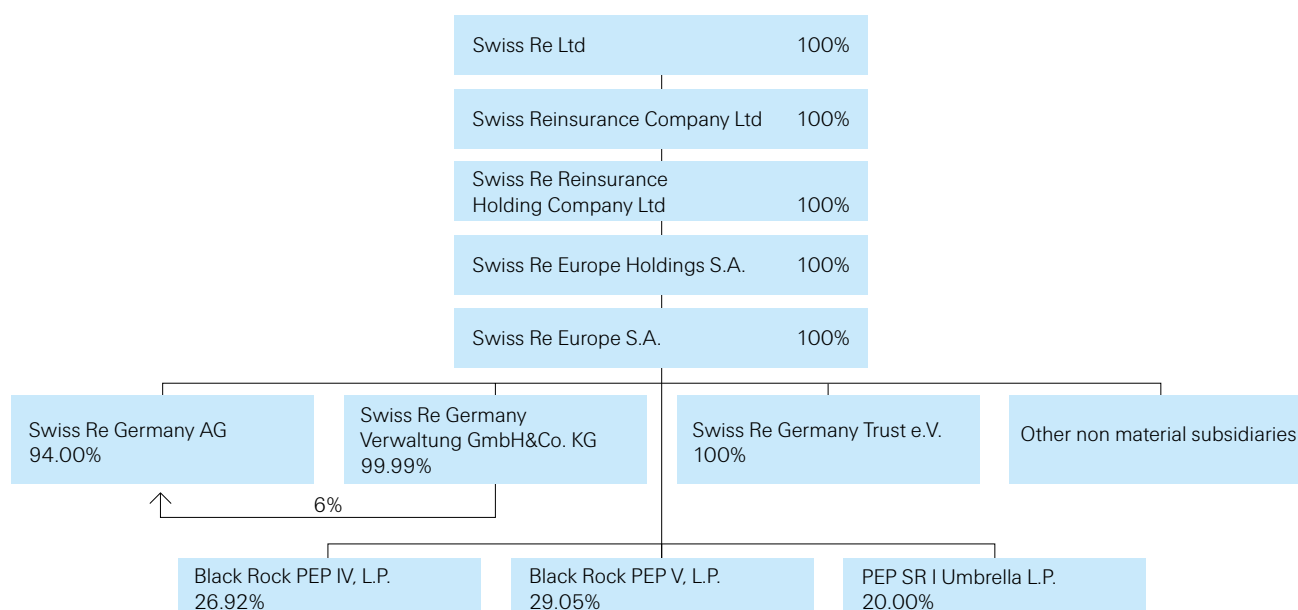 Swiss Re Ltd 100%
Swiss Reinsurance Company Ltd 100%
Swiss Re Reinsurance
Holding Company Ltd 100%
Swiss Re Europe Holdings S.A. 100%
Swiss Re Europe S.A. 100%
Swiss Re Germany AG
94.00%
Swiss Re Germany
Verwaltung GmbH&Co. KG
99.99%
Swiss Re Germany Trust e.V.
100%
Other non material subsidiaries
6%
Black Rock PEP IV, L.P.
26.92%
Black Rock PEP V, L.P.
29.05%
PEP SR I Umbrella L.P.
20.00%